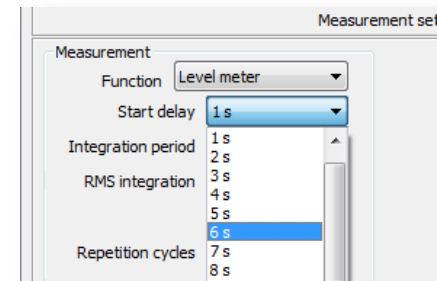 Measurement set
Measurement
Function Level meter
Start delay 1 s
Integration period 1 s
2 s
RMS integration 3 s
4 s
5 s
6 s
Repetition cycles 7 s
8 s